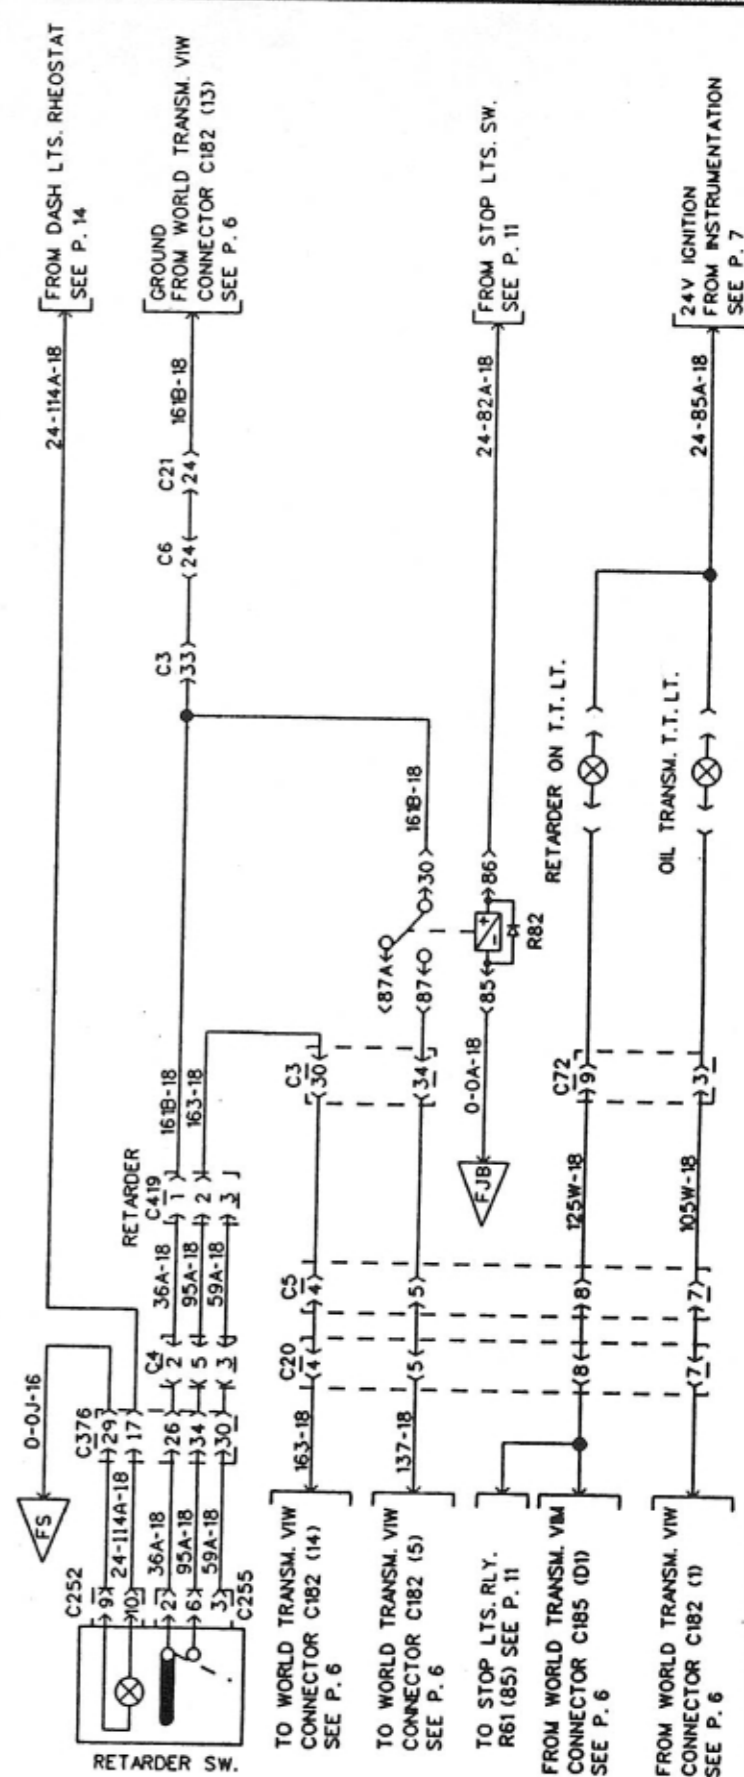 FROM DASH LTS. RHEOSTAT
SEE P. 14
24-114A-18
GROUND
FROM WORLD TRANSM. VIW
CONNECTOR C182 (13)
SEE P. 6
161B-18
C21
24
C6
24
C3
33
FROM STOP LTS. SW.
SEE P. 11
24-82A-18
24V IGNITION
FROM INSTRUMENTATION
SEE P. 7
24-85A-18
RETARDER ON T.T. LT.
OIL TRANSM. T.T. LT.
161B-18
30
87A
87
86
85
R82
0-0A-18
FJB
C3
30
34
C72
9
3
161B-18
163-18
RETARDER
C419
1
2
3
36A-18
95A-18
59A-18
C4
2
5
3
0-0J-16
FS
C376
29
17
26
34
30
24-114A-18
36A-18
95A-18
59A-18
C252
9
10
2
6
3
C255
RETARDER SW.
C5
4
5
8
7
C20
4
5
8
7
125W-18
105W-18
163-18
137-18
TO WORLD TRANSM. VIW
CONNECTOR C182 (14)
SEE P. 6
TO WORLD TRANSM. VIW
CONNECTOR C182 (5)
SEE P. 6
TO STOP LTS. RLY.
R61 (85) SEE P. 11
FROM WORLD TRANSM. VIM
CONNECTOR C185 (D1)
SEE P. 6
FROM WORLD TRANSM. VIW
CONNECTOR C182 (1)
SEE P. 6